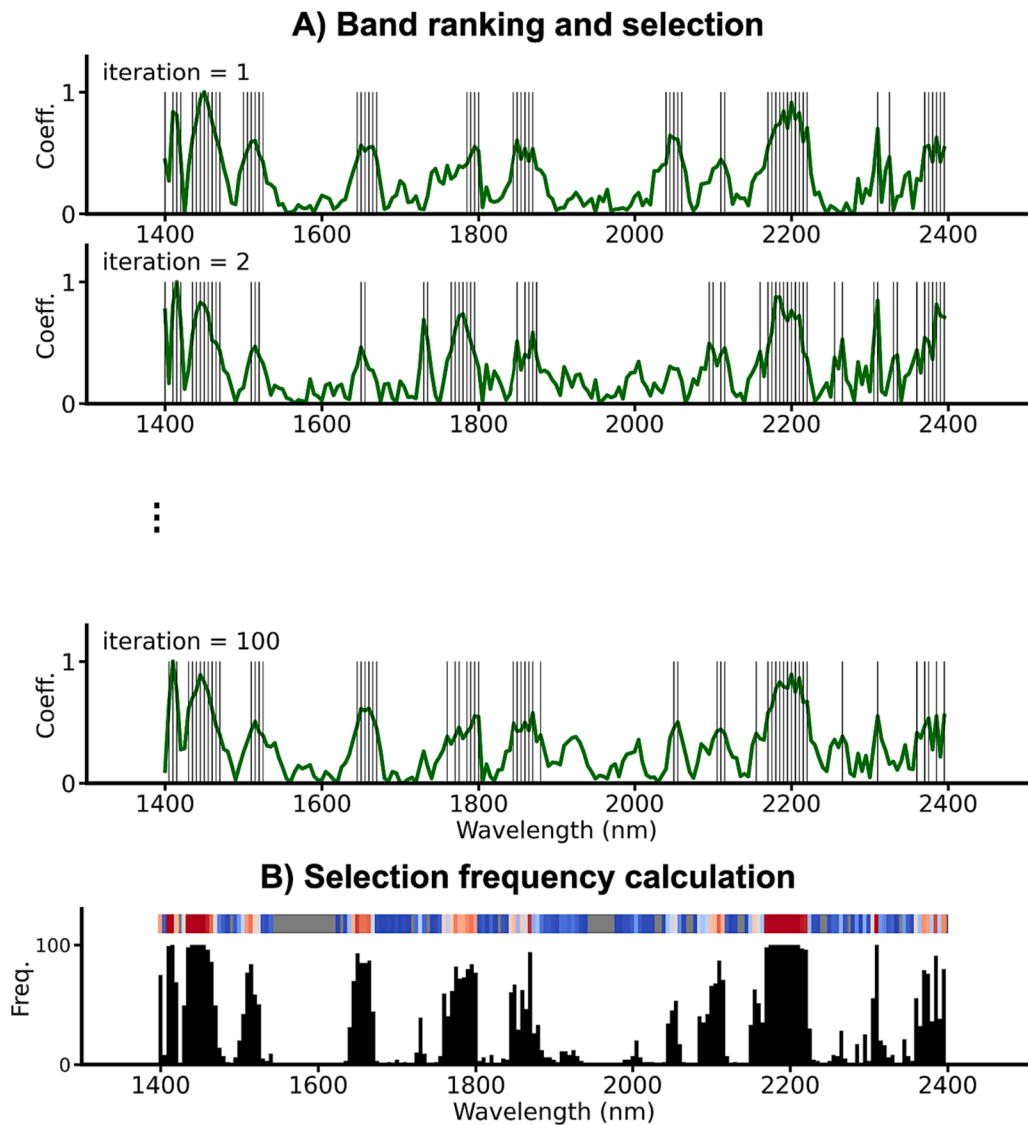 A) Band ranking and selection
iteration = 1
1
Coeff.
0
1400 1600 1800 2000 2200 2400
iteration = 2
1
Coeff.
0
1400 1600 1800 2000 2200 2400
⋮
iteration = 100
1
Coeff.
0
1400 1600 1800 2000 2200 2400
Wavelength (nm)
B) Selection frequency calculation
100
Freq.
0
1400 1600 1800 2000 2200 2400
Wavelength (nm)